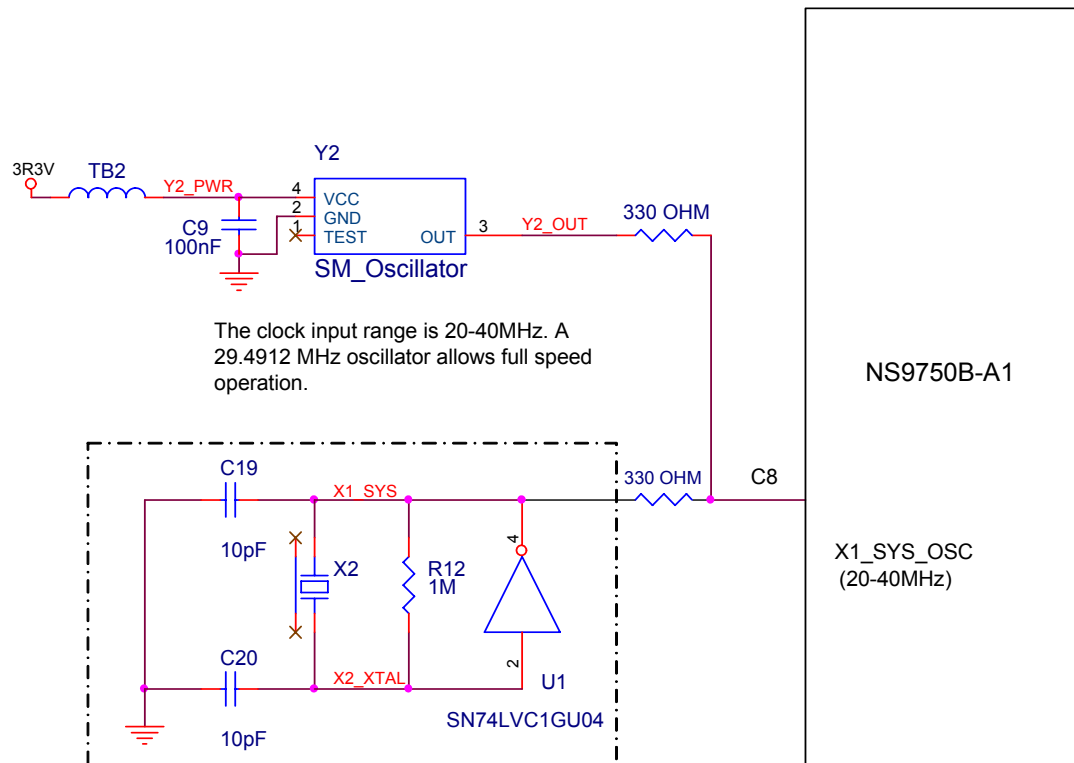 Y2
3R3V
TB2
Y2_PWR
4
VCC
2
GND
1
TEST
OUT
3
Y2_OUT
330 OHM
C9
100nF
SM_Oscillator
The clock input range is 20-40MHz. A
29.4912 MHz oscillator allows full speed
operation.
NS9750B-A1
C19
X1_SYS
330 OHM
C8
10pF
4
X2
R12
1M
X1_SYS_OSC
(20-40MHz)
C20
X2_XTAL
2
U1
10pF
SN74LVC1GU04